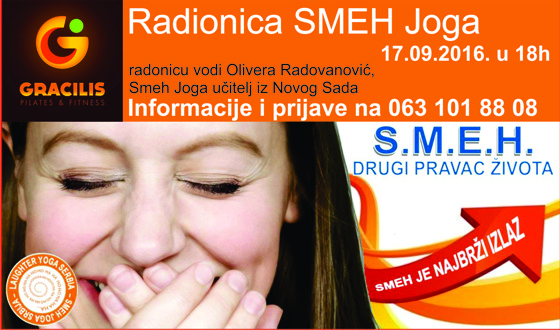 Radionica SMEH Joga
17.09.2016. u 18h
radonicu vodi Olivera Radovanović,
Smeh Joga učitelj iz Novog Sada
Informacije i prijave na 063 101 88 08
GRACILIS
PILATES & FITNESS
S.M.E.H.
DRUGI PRAVAC ŽIVOTA
SMEH JE NAJBRŽI IZLAZ
LAUGHTER YOGA SERBIA ~ SMEH JOGA SRBIJA ~